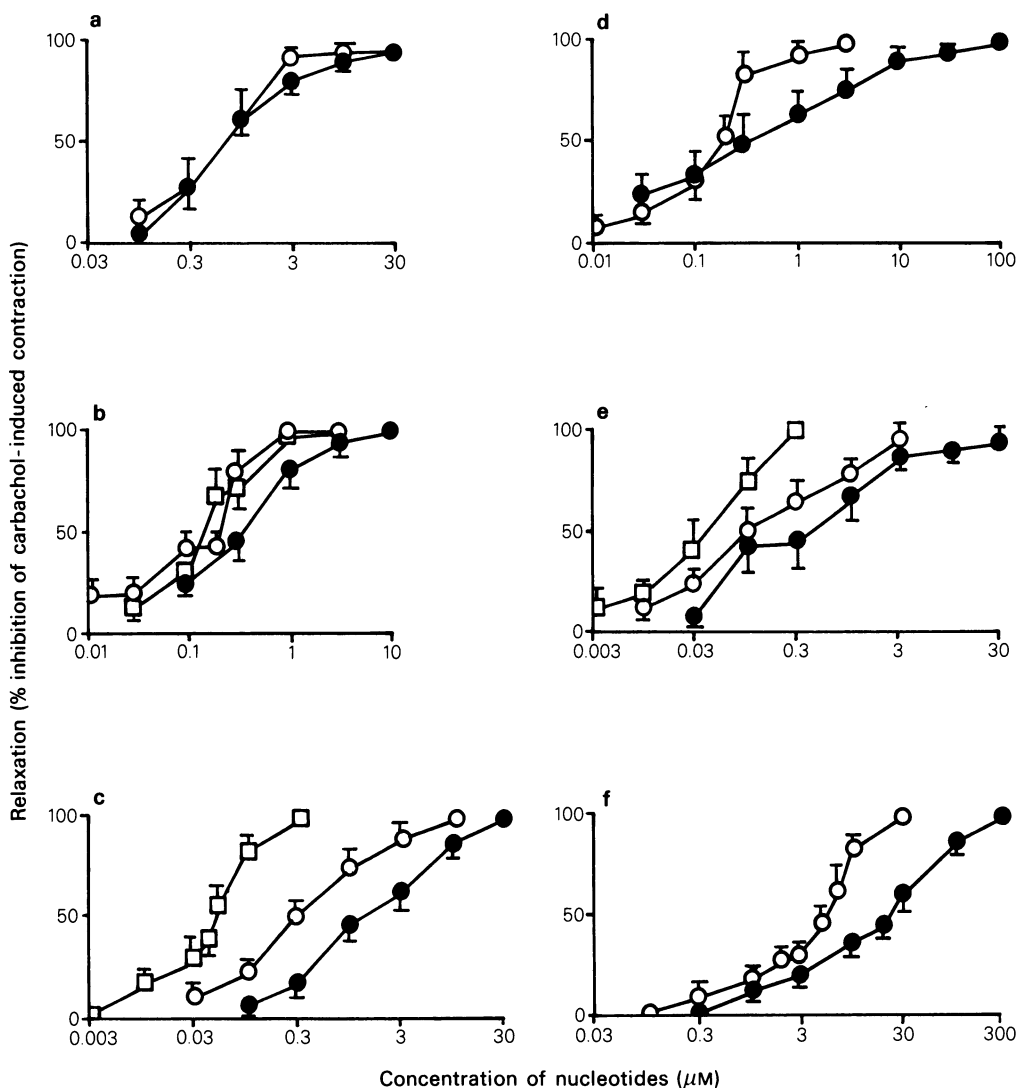 Relaxation (% inhibition of carbachol-induced contraction)
a
100
50
0
0.03 0.3 3 30
d
100
50
0
0.01 0.1 1 10 100
b
100
50
0
0.01 0.1 1 10
e
100
50
0
0.003 0.03 0.3 3 30
c
100
50
0
0.003 0.03 0.3 3 30
f
100
50
0
0.03 0.3 3 30 300
Concentration of nucleotides (μM)